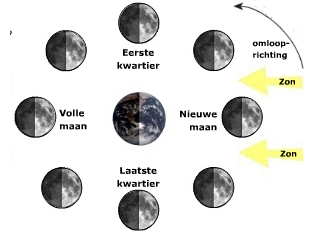 Eerste
kwartier
omloop-
richting
Zon
Volle
maan
Nieuwe
maan
Zon
Laatste
kwartier